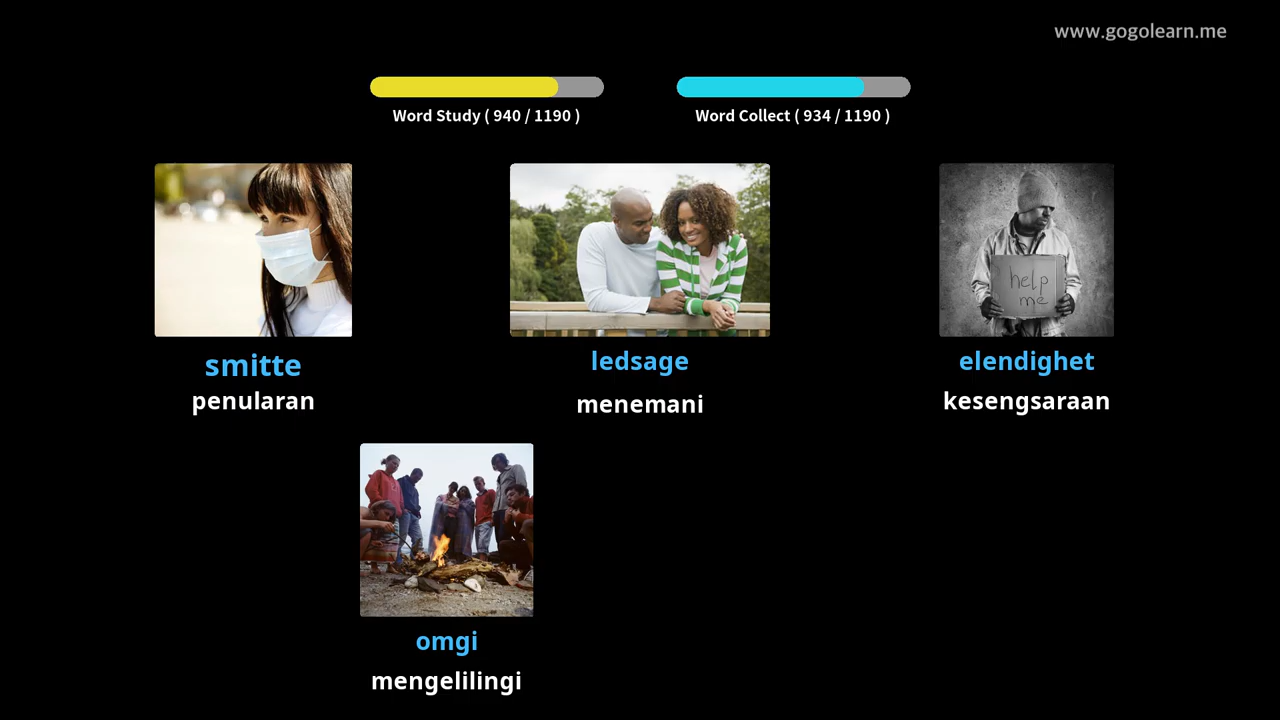 www.gogolearn.me
Word Study ( 940 / 1190 )
Word Collect ( 934 / 1190 )
help
me
smitte
penularan
ledsage
menemani
elendighet
kesengsaraan
omgi
mengelilingi